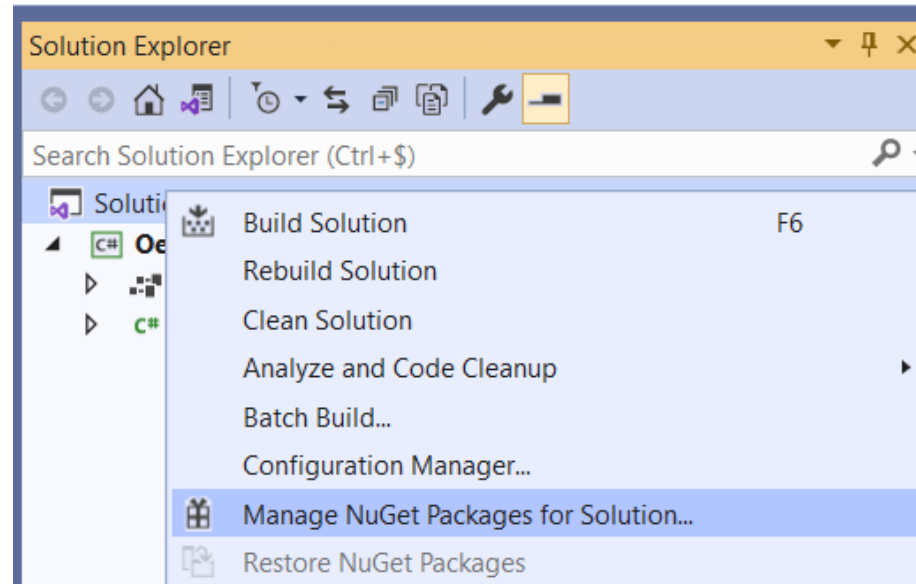 Solution Explorer
Search Solution Explorer (Ctrl+$)
Build Solution F6
C# Oe
Rebuild Solution
C#
Clean Solution
Analyze and Code Cleanup
Batch Build...
Configuration Manager...
Manage NuGet Packages for Solution...
Restore NuGet Packages